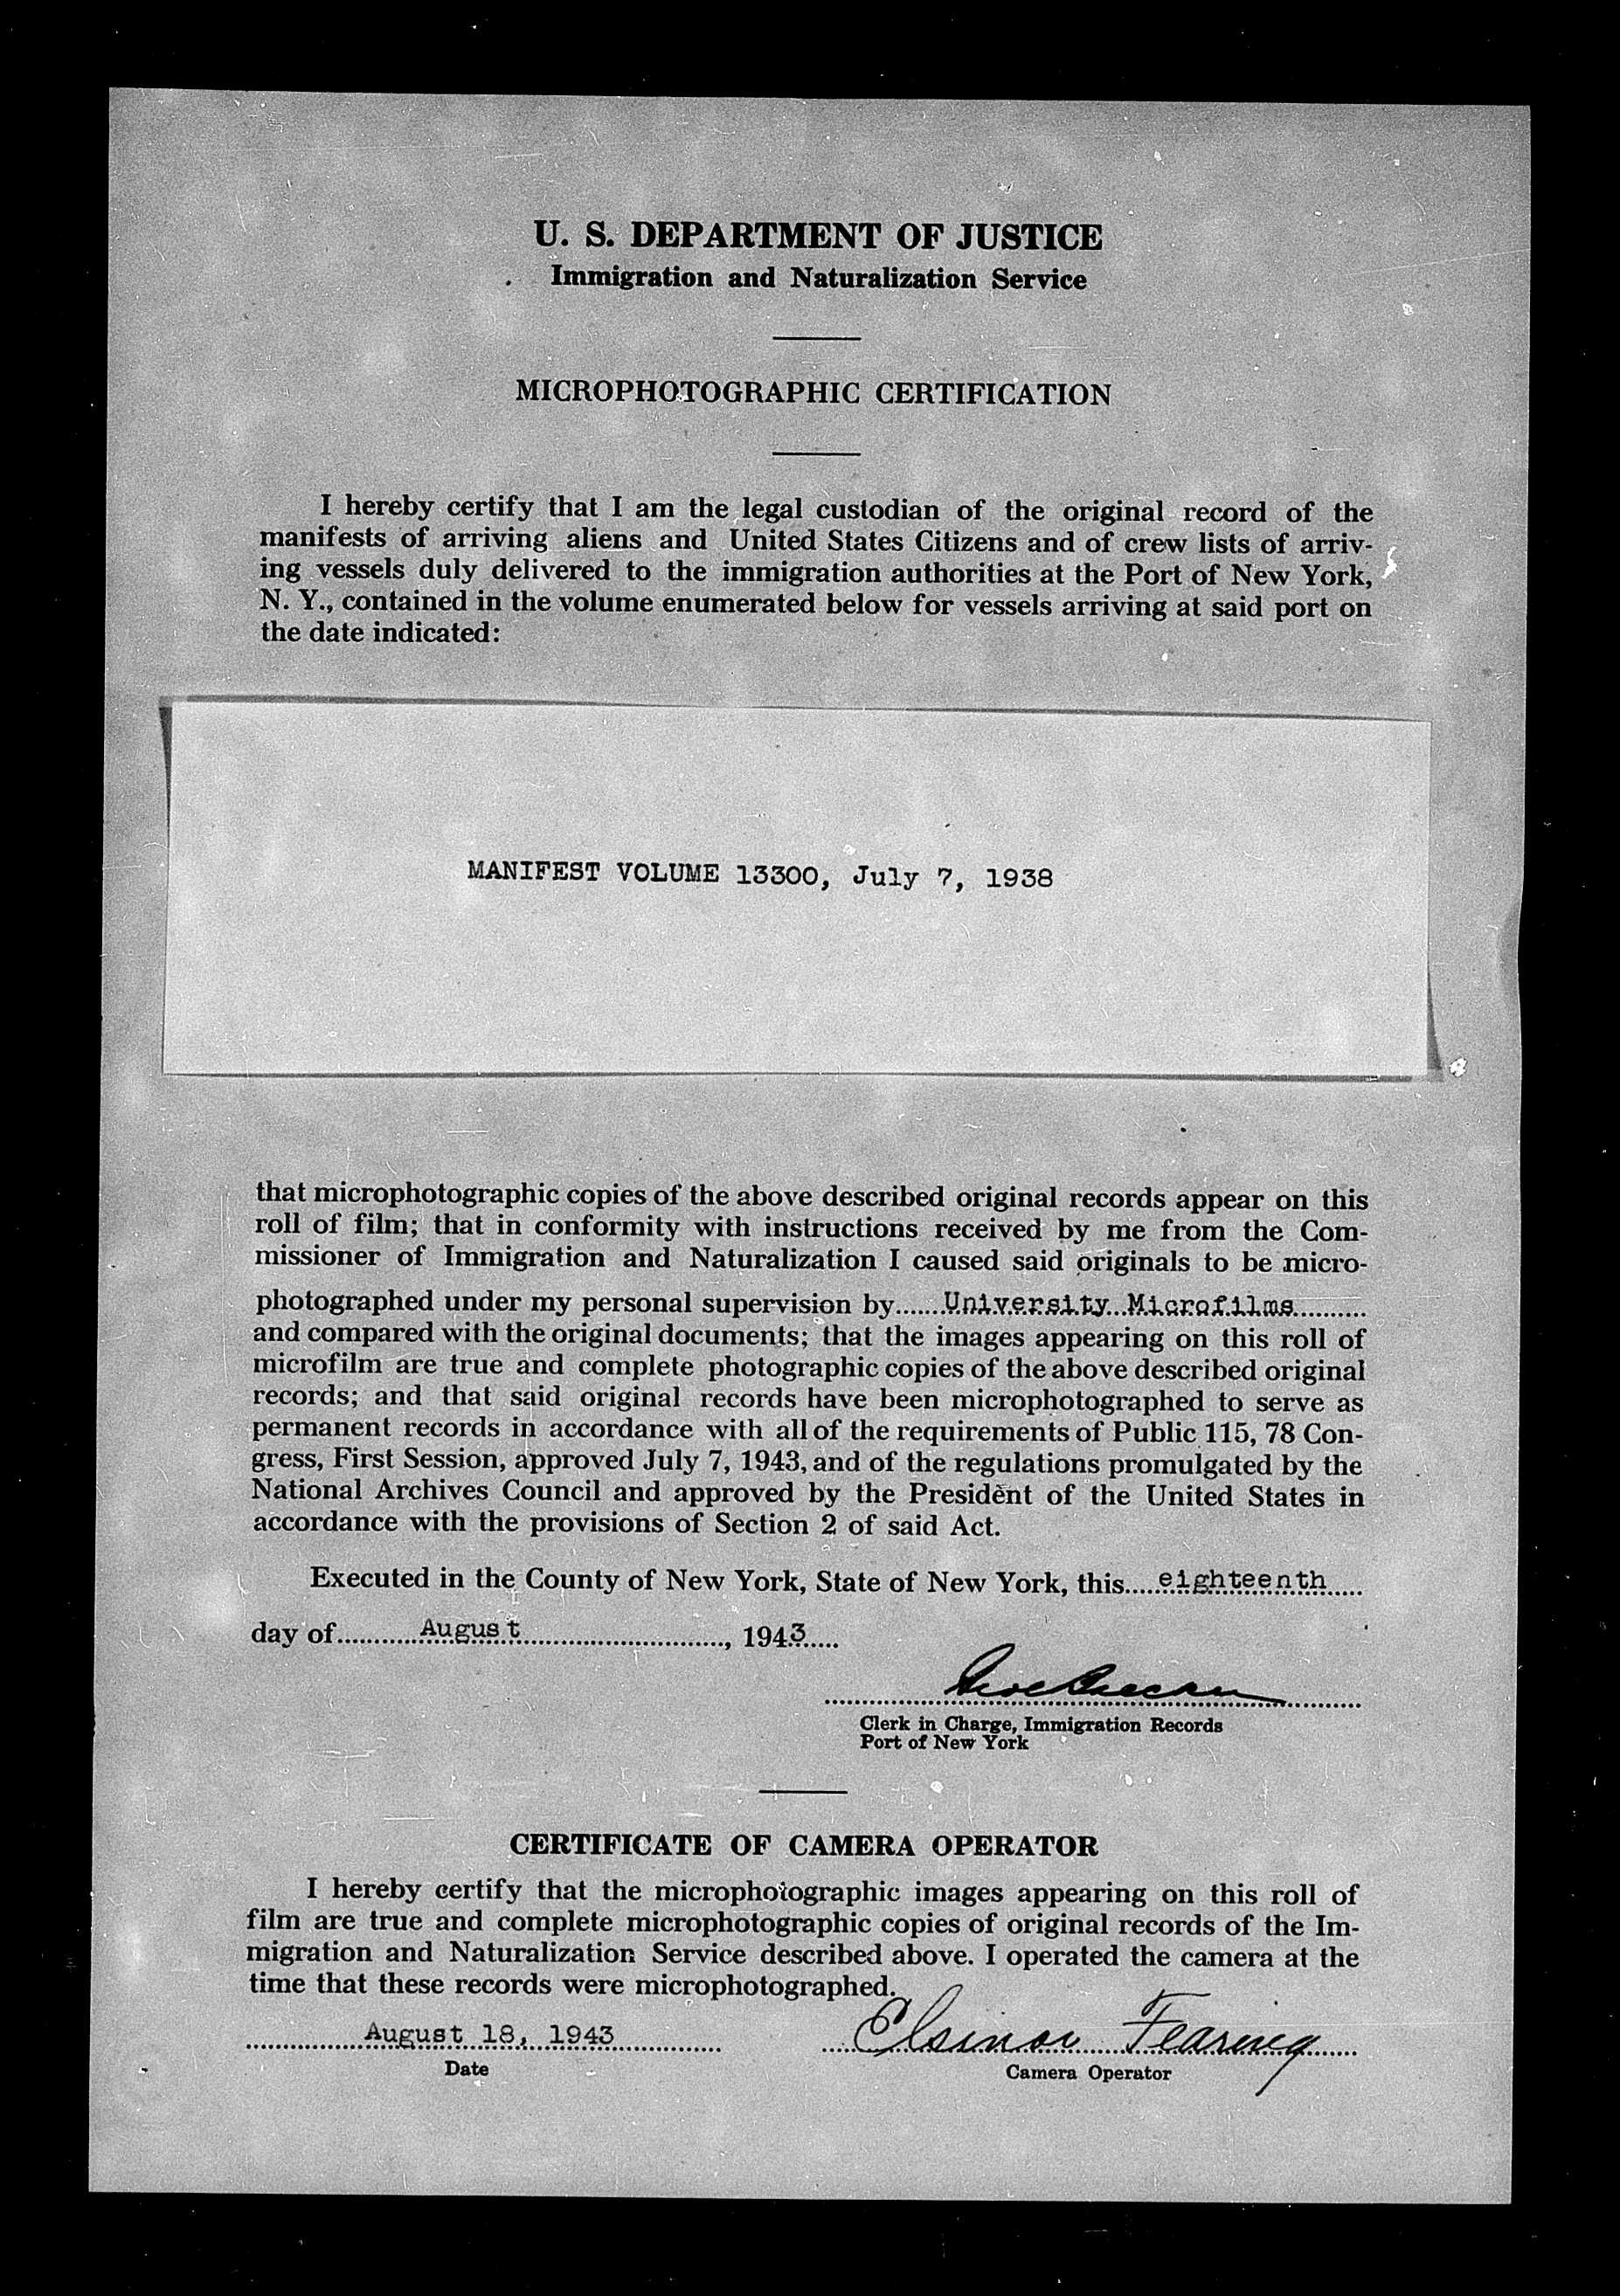 U. S. DEPARTMENT OF JUSTICE
Immigration and Naturalization Service
MICROPHOTOGRAPHIC CERTIFICATION
I hereby certify that I am the legal custodian of the original record of the
manifests of arriving aliens and United States Citizens and of crew lists of arriv-
ing vessels duly delivered to the immigration authorities at the Port of New York,
N. Y., contained in the volume enumerated below for vessels arriving at said port on
the date indicated:
MANIFEST VOLUME 13300, July 7, 1938
that microphotographic copies of the above described original records appear on this
roll of film; that in conformity with instructions received by me from the Com-
missioner of Immigration and Naturalization I caused said originals to be micro-
photographed under my personal supervision by......University Microfilms..........
and compared with the original documents; that the images appearing on this roll of
microfilm are true and complete photographic copies of the above described original
records; and that said original records have been microphotographed to serve as
permanent records in accordance with all of the requirements of Public 115, 78 Con-
gress, First Session, approved July 7, 1943, and of the regulations promulgated by the
National Archives Council and approved by the President of the United States in
accordance with the provisions of Section 2 of said Act.
Executed in the County of New York, State of New York, this.....eighteenth.....
day of............August............................., 1943.....
Clerk in Charge, Immigration Records
Port of New York
CERTIFICATE OF CAMERA OPERATOR
I hereby certify that the microphotographic images appearing on this roll of
film are true and complete microphotographic copies of original records of the Im-
migration and Naturalization Service described above. I operated the camera at the
time that these records were microphotographed.
August 18, 1943 Elsinor Fearing
Date Camera Operator